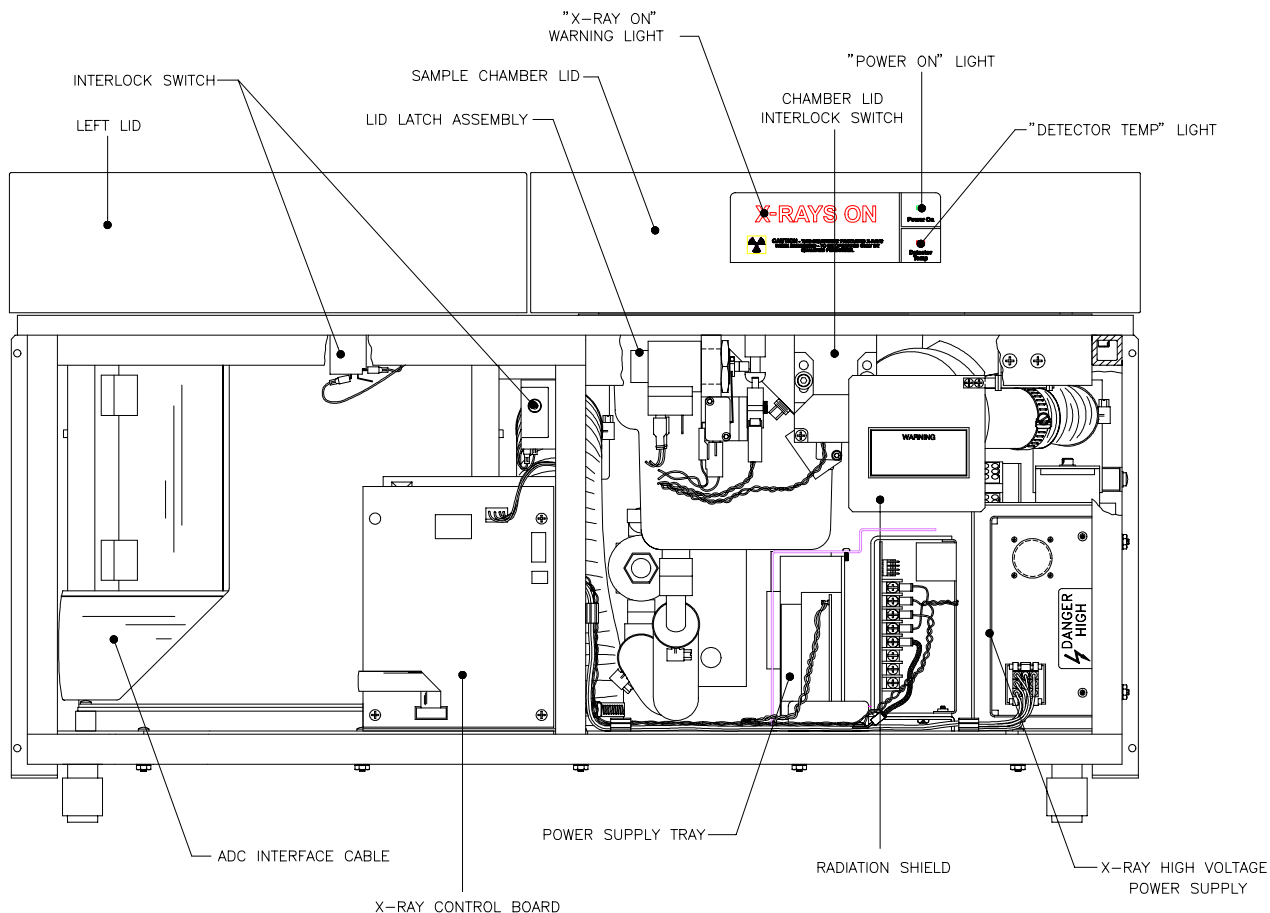 "X-RAY ON"
WARNING LIGHT
"POWER ON" LIGHT
INTERLOCK SWITCH
SAMPLE CHAMBER LID
CHAMBER LID
INTERLOCK SWITCH
LEFT LID
LID LATCH ASSEMBLY
"DETECTOR TEMP" LIGHT
X-RAYS ON
Power On
Detector
Temp
WARNING
DANGER
HIGH
POWER SUPPLY TRAY
ADC INTERFACE CABLE
RADIATION SHIELD
X-RAY HIGH VOLTAGE
POWER SUPPLY
X-RAY CONTROL BOARD